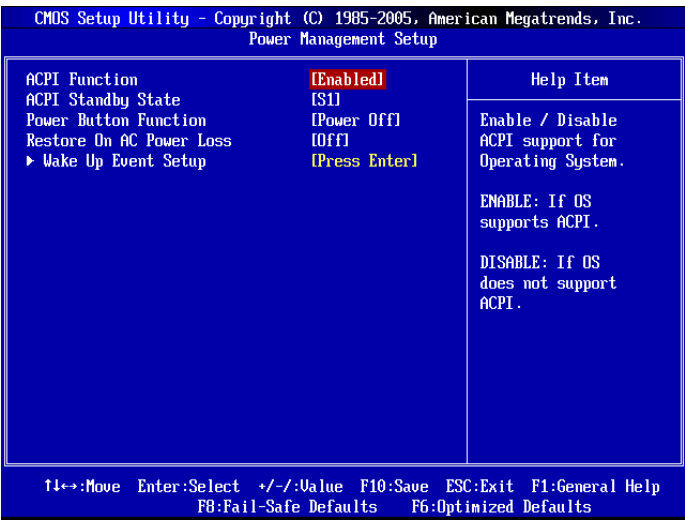 CMOS Setup Utility - Copyright (C) 1985-2005, American Megatrends, Inc.
Power Management Setup
ACPI Function [Enabled]
ACPI Standby State [S1]
Power Button Function [Power Off]
Restore On AC Power Loss [Off]
▶ Wake Up Event Setup [Press Enter]
Help Item
Enable / Disable
ACPI support for
Operating System.
ENABLE: If OS
supports ACPI.
DISABLE: If OS
does not support
ACPI.
↑↓↔:Move Enter:Select +/-/:Value F10:Save ESC:Exit F1:General Help
F8:Fail-Safe Defaults F6:Optimized Defaults